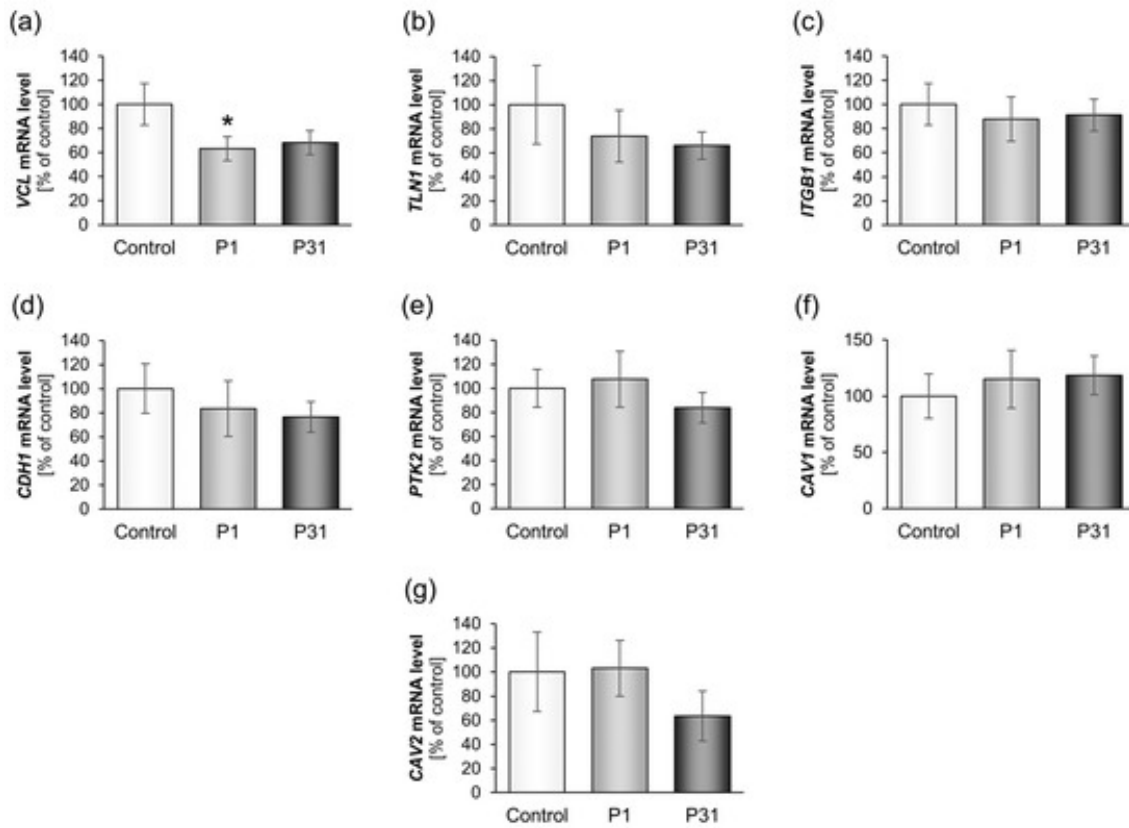 (a)
VCL mRNA level
[% of control]
140
120
100
80
60
40
20
0
*
Control P1 P31
(b)
TLN1 mRNA level
[% of control]
140
120
100
80
60
40
20
0
Control P1 P31
(c)
ITGB1 mRNA level
[% of control]
140
120
100
80
60
40
20
0
Control P1 P31
(d)
CDH1 mRNA level
[% of control]
140
120
100
80
60
40
20
0
Control P1 P31
(e)
PTK2 mRNA level
[% of control]
140
120
100
80
60
40
20
0
Control P1 P31
(f)
CAV1 mRNA level
[% of control]
150
100
50
0
Control P1 P31
(g)
CAV2 mRNA level
[% of control]
140
120
100
80
60
40
20
0
Control P1 P31